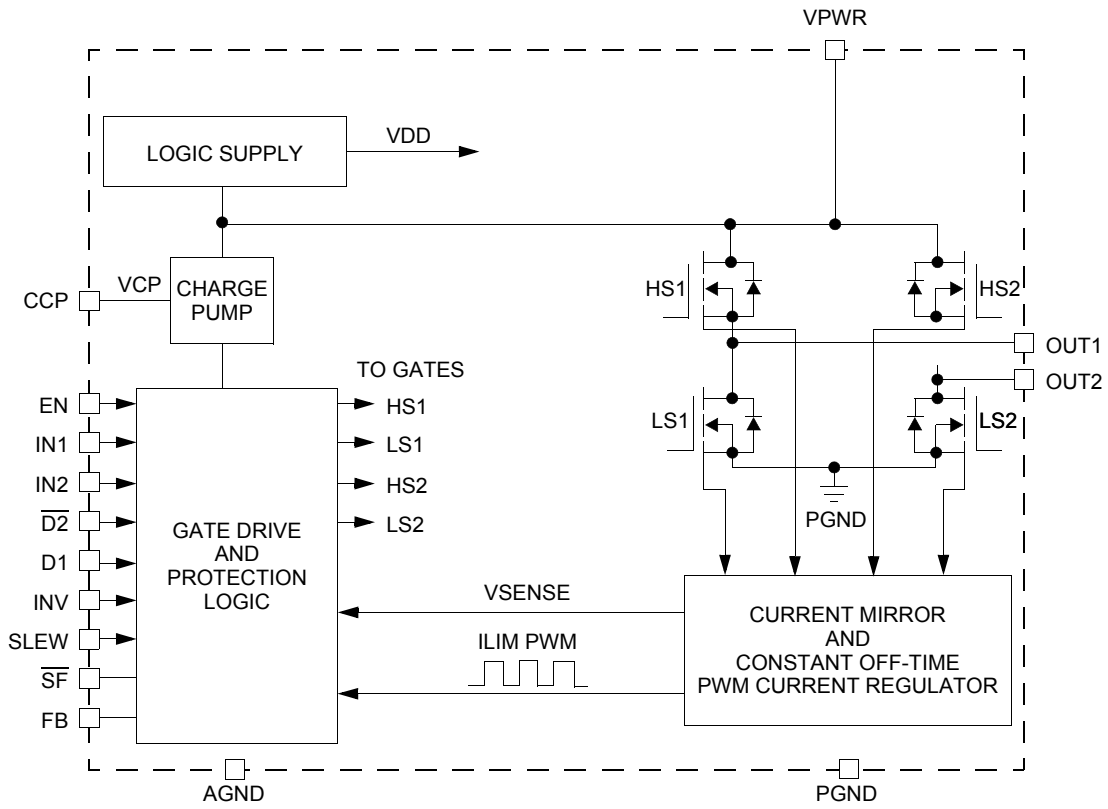 VPWR
LOGIC SUPPLY
VDD
CCP
VCP
CHARGE
PUMP
HS1
HS2
OUT1
OUT2
TO GATES
EN
HS1
LS1
LS2
IN1
LS1
IN2
HS2
D2
LS2
PGND
D1
GATE DRIVE
AND
PROTECTION
LOGIC
INV
VSENSE
CURRENT MIRROR
AND
CONSTANT OFF-TIME
PWM CURRENT REGULATOR
SLEW
ILIM PWM
SF
FB
AGND
PGND